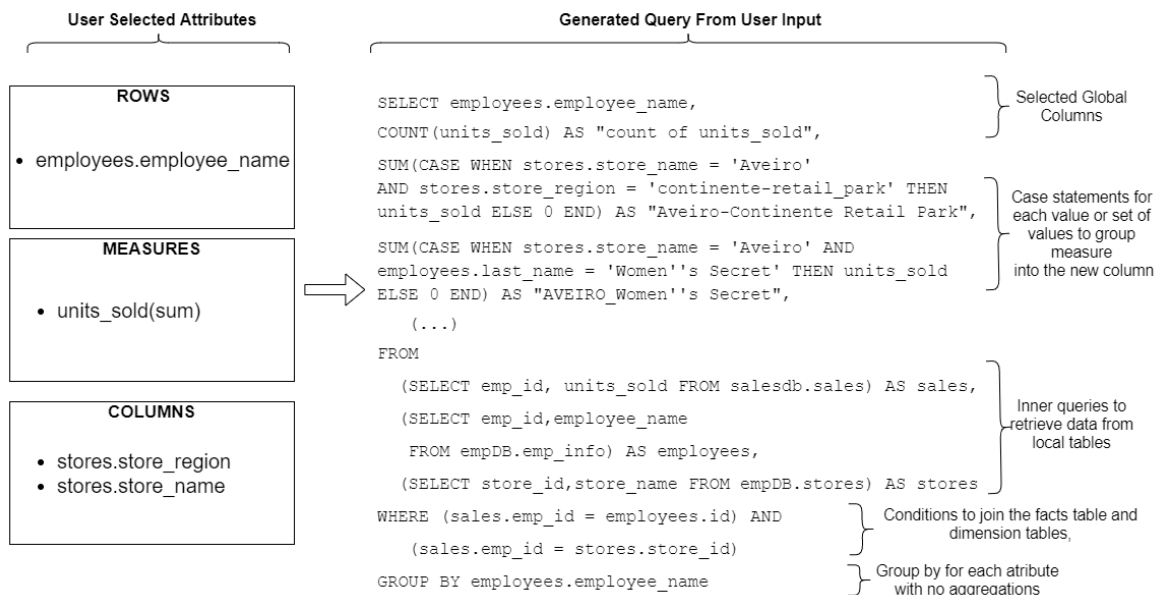 User Selected Attributes
Generated Query From User Input
ROWS
• employees.employee_name
MEASURES
• units_sold(sum)
COLUMNS
• stores.store_region
• stores.store_name
SELECT employees.employee_name,
COUNT(units_sold) AS "count of units_sold",
SUM(CASE WHEN stores.store_name = 'Aveiro'
AND stores.store_region = 'continente-retail_park' THEN
units_sold ELSE 0 END) AS "Aveiro-Continente Retail Park",
SUM(CASE WHEN stores.store_name = 'Aveiro' AND
employees.last_name = 'Women''s Secret' THEN units_sold
ELSE 0 END) AS "AVEIRO_Women''s Secret",
(...)
FROM
(SELECT emp_id, units_sold FROM salesdb.sales) AS sales,
(SELECT emp_id,employee_name
FROM empDB.emp_info) AS employees,
(SELECT store_id,store_name FROM empDB.stores) AS stores
WHERE (sales.emp_id = employees.id) AND
(sales.emp_id = stores.store_id)
GROUP BY employees.employee_name
Selected Global
Columns
Case statements for
each value or set of
values to group
measure
into the new column
Inner queries to
retrieve data from
local tables
Conditions to join the facts table and
dimension tables,
Group by for each atribute
with no aggregations